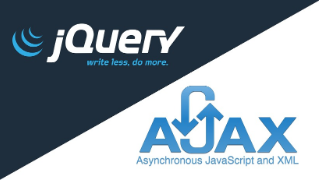 jQuery
write less, do more.
AJAX
Asynchronous JavaScript and XML